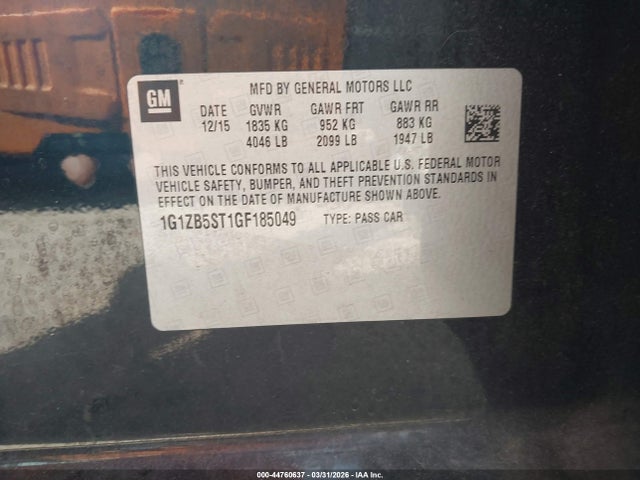 GM
MFD BY GENERAL MOTORS LLC
DATE GVWR GAWR FRT GAWR RR
12/15 1835 KG 952 KG 883 KG
4046 LB 2099 LB 1947 LB
THIS VEHICLE CONFORMS TO ALL APPLICABLE U.S. FEDERAL MOTOR
VEHICLE SAFETY, BUMPER, AND THEFT PREVENTION STANDARDS IN
EFFECT ON THE DATE OF MANUFACTURE SHOWN ABOVE.
1G1ZB5ST1GF185049 TYPE: PASS CAR
000-44760637 - 03/31/2026 - IAA Inc.